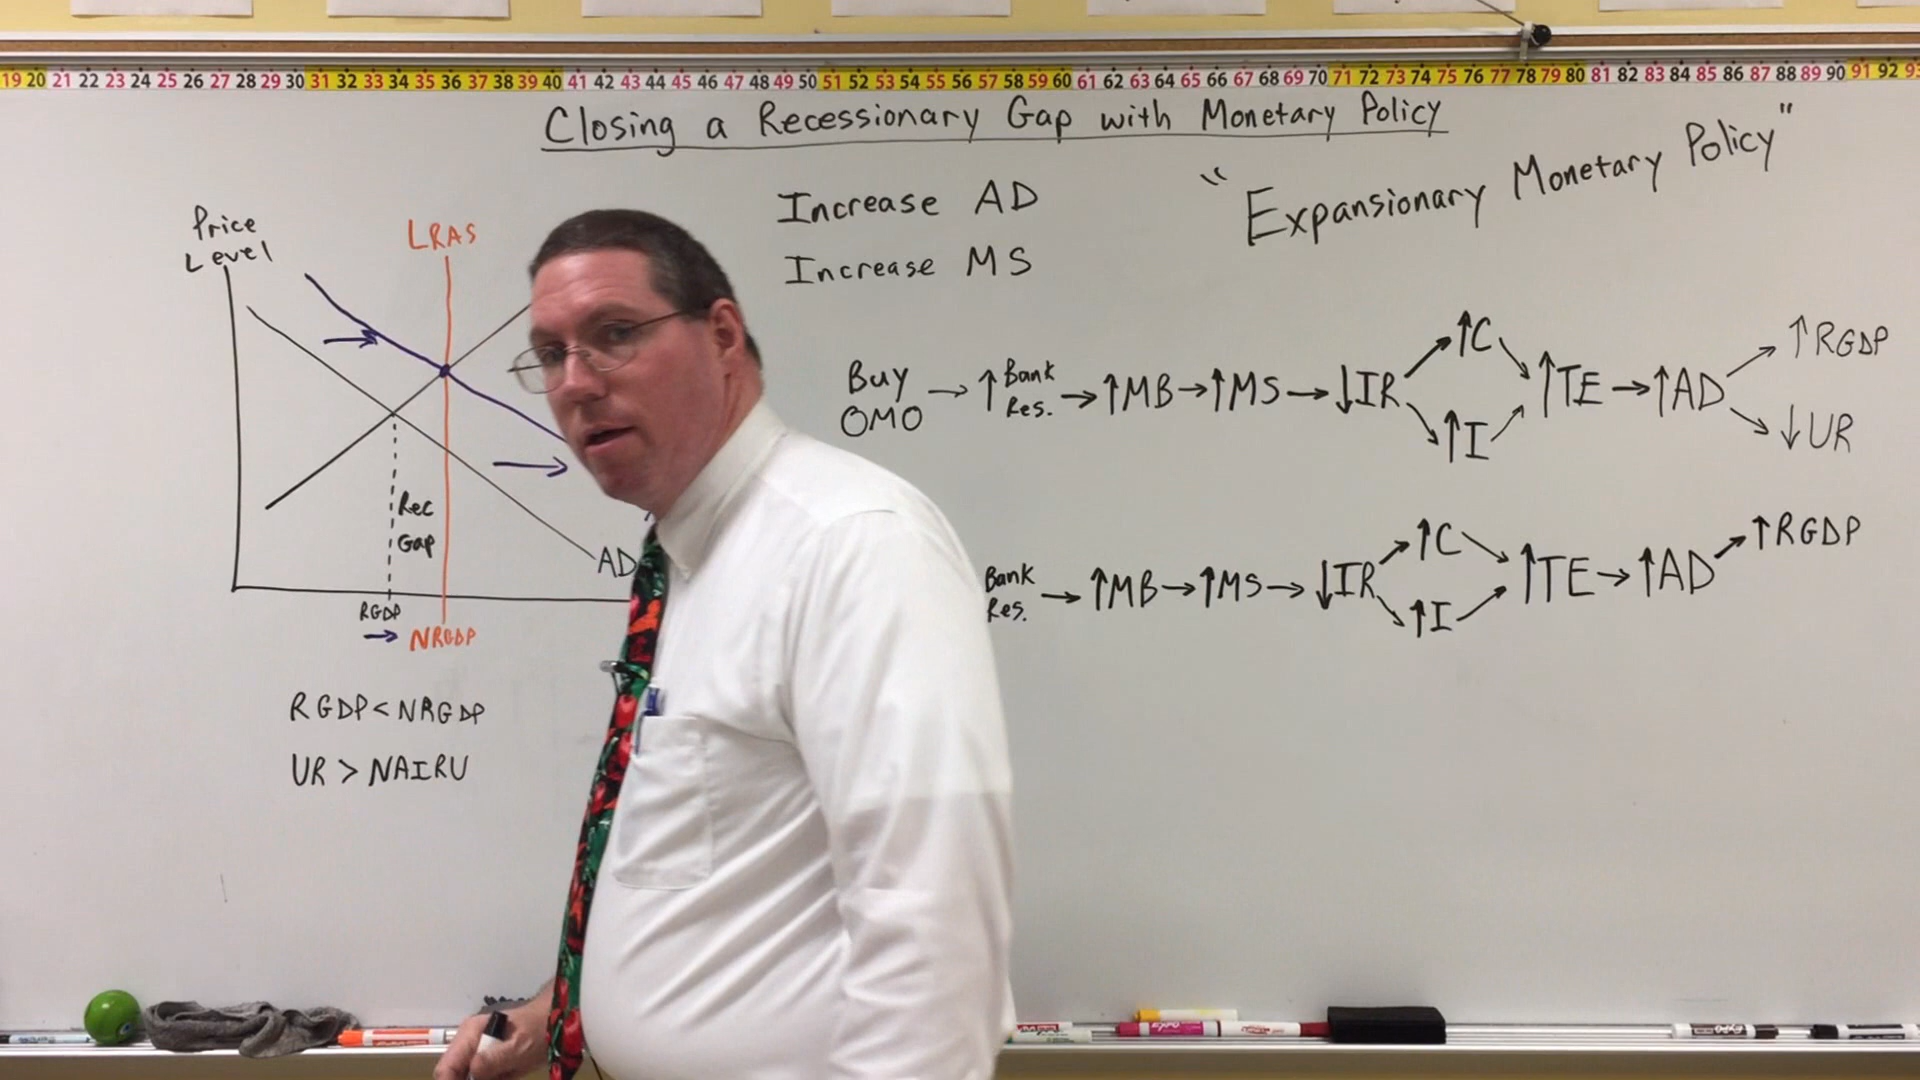 19 20 21 22 23 24 25 26 27 28 29 30 31 32 33 34 35 36 37 38 39 40 41 42 43 44 45 46 47 48 49 50 51 52 53 54 55 56 57 58 59 60 61 62 63 64 65 66 67 68 69 70 71 72 73 74 75 76 77 78 79 80 81 82 83 84 85 86 87 88 89 90 91 92
Closing a Recessionary Gap with Monetary Policy
Increase AD
Increase MS
"Expansionary Monetary Policy"
Price
Level
LRAS
Rec
Gap
AD
RGDP
→ NRGDP
RGDP < NRGDP
UR > NAIRU
Buy
OMO → ↑ Bank
Res. → ↑MB → ↑MS → ↓IR
↑C
↑I
↑TE → ↑AD
↑RGDP
↓UR
Bank
Res. → ↑MB → ↑MS → ↓IR
↑C
↑I
↑TE → ↑AD
↑RGDP